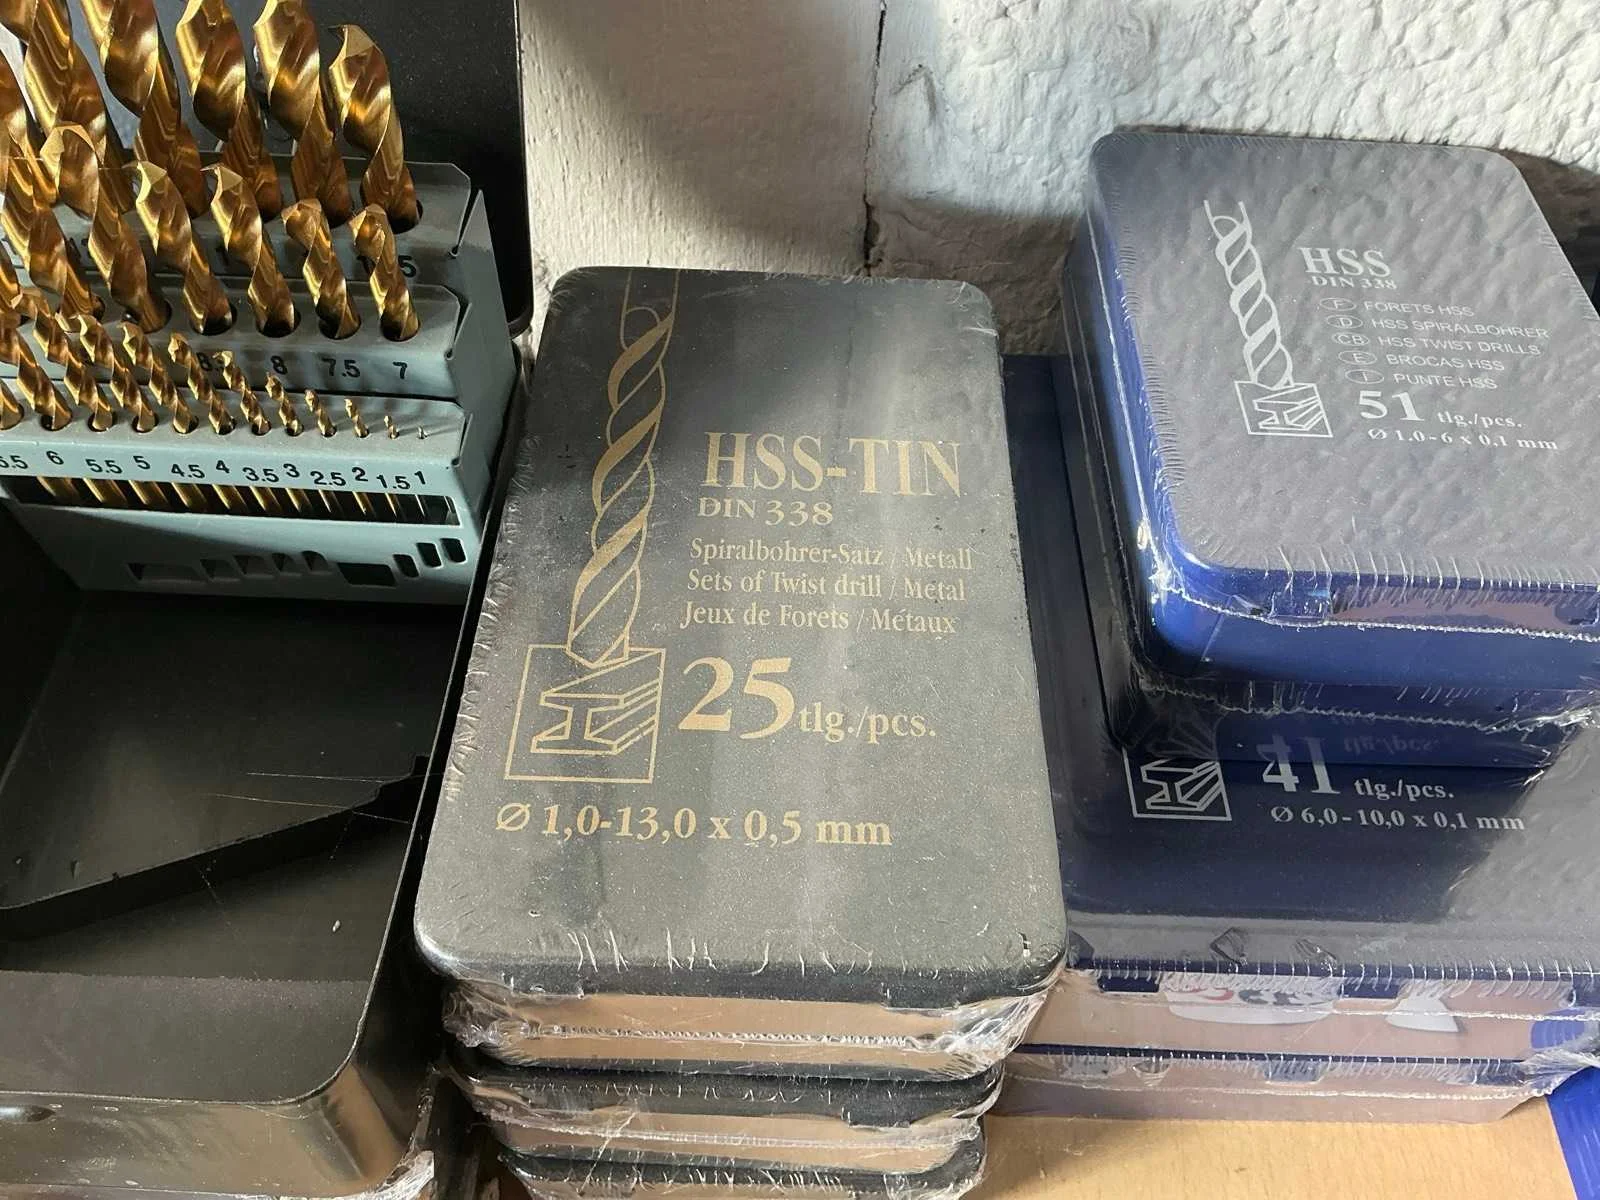 8 7.5 7
6 5.5 5 4.5 4 3.5 3 2.5 2 1.5 1
HSS-TIN
DIN 338
Spiralbohrer-Satz / Metall
Sets of Twist drill / Metal
Jeux de Forets / Métaux
25 tlg./pcs.
Ø 1,0-13,0 x 0,5 mm
HSS
DIN 338
F FORETS HSS
D HSS SPIRALBOHRER
GB HSS TWIST DRILLS
E BROCAS HSS
I PUNTE HSS
51 tlg./pcs.
Ø 1.0-6 x 0,1 mm
41 tlg./pcs.
Ø 6,0-10,0 x 0,1 mm